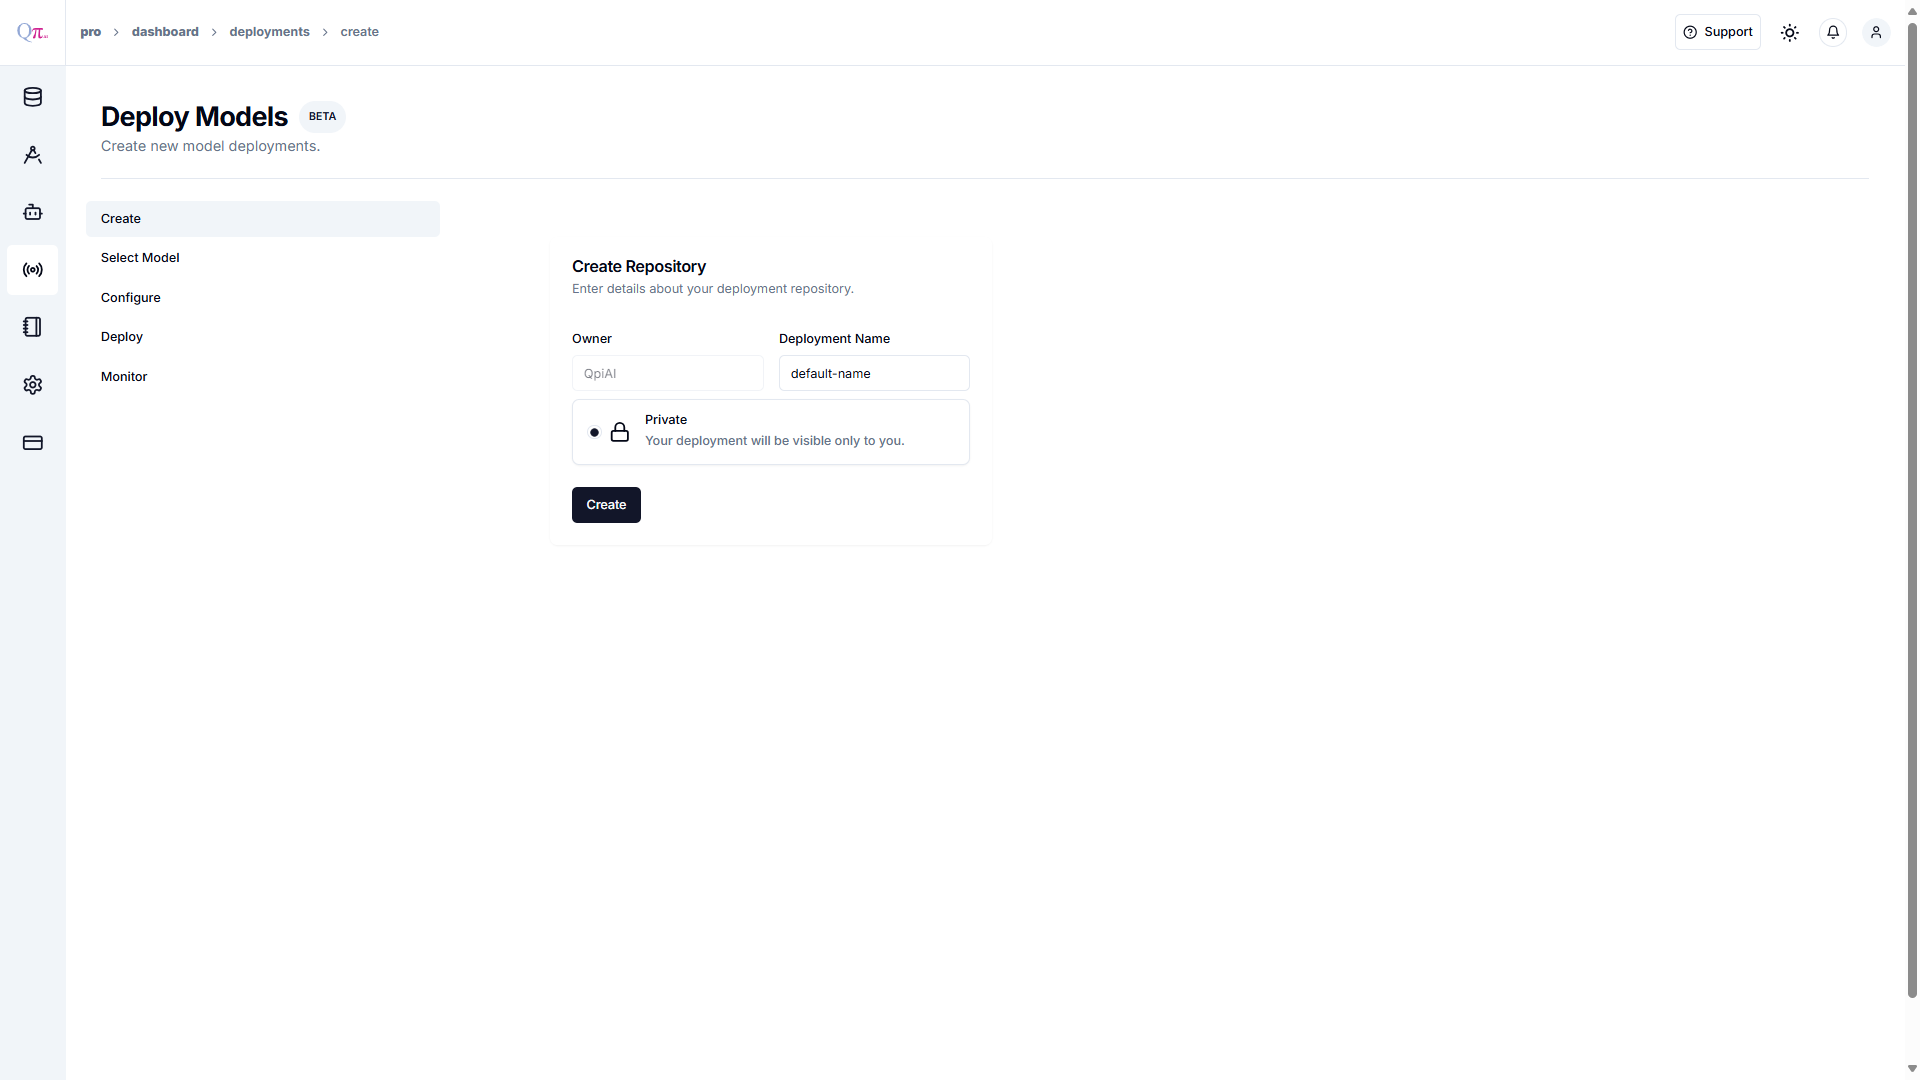 Qπ.ai
pro > dashboard > deployments > create
Support
Deploy Models BETA
Create new model deployments.
Create
Select Model
Configure
Deploy
Monitor
Create Repository
Enter details about your deployment repository.
Owner
QpiAI
Deployment Name
default-name
Private
Your deployment will be visible only to you.
Create